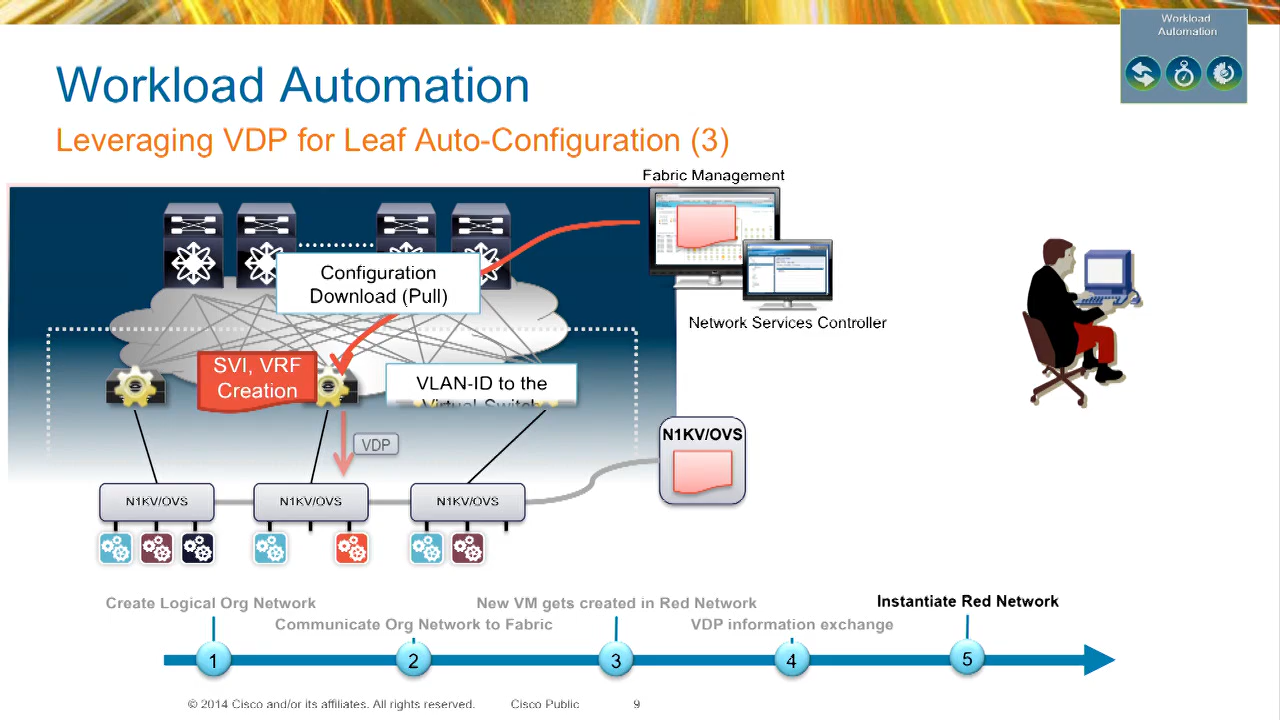 Workload
Automation
Workload Automation
Leveraging VDP for Leaf Auto-Configuration (3)
Fabric Management
Configuration
Download (Pull)
Network Services Controller
SVI, VRF
Creation
VLAN-ID to the
Virtual Switch
VDP
N1KV/OVS
N1KV/OVS
N1KV/OVS
N1KV/OVS
Create Logical Org Network
New VM gets created in Red Network
Instantiate Red Network
Communicate Org Network to Fabric
VDP information exchange
1
2
3
4
5
© 2014 Cisco and/or its affiliates. All rights reserved.
Cisco Public
9